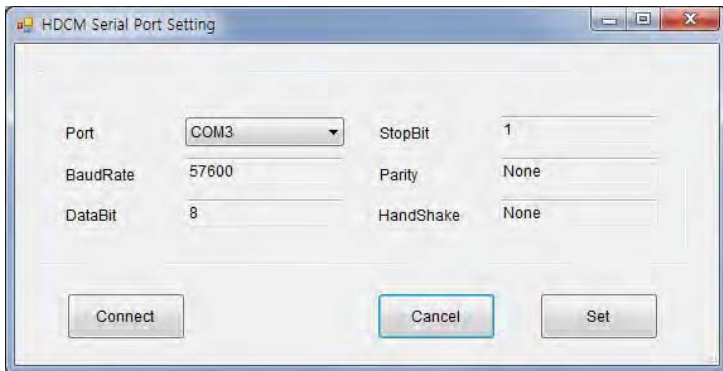 HDCM Serial Port Setting
Port COM3 StopBit 1
BaudRate 57600 Parity None
DataBit 8 HandShake None
Connect Cancel Set